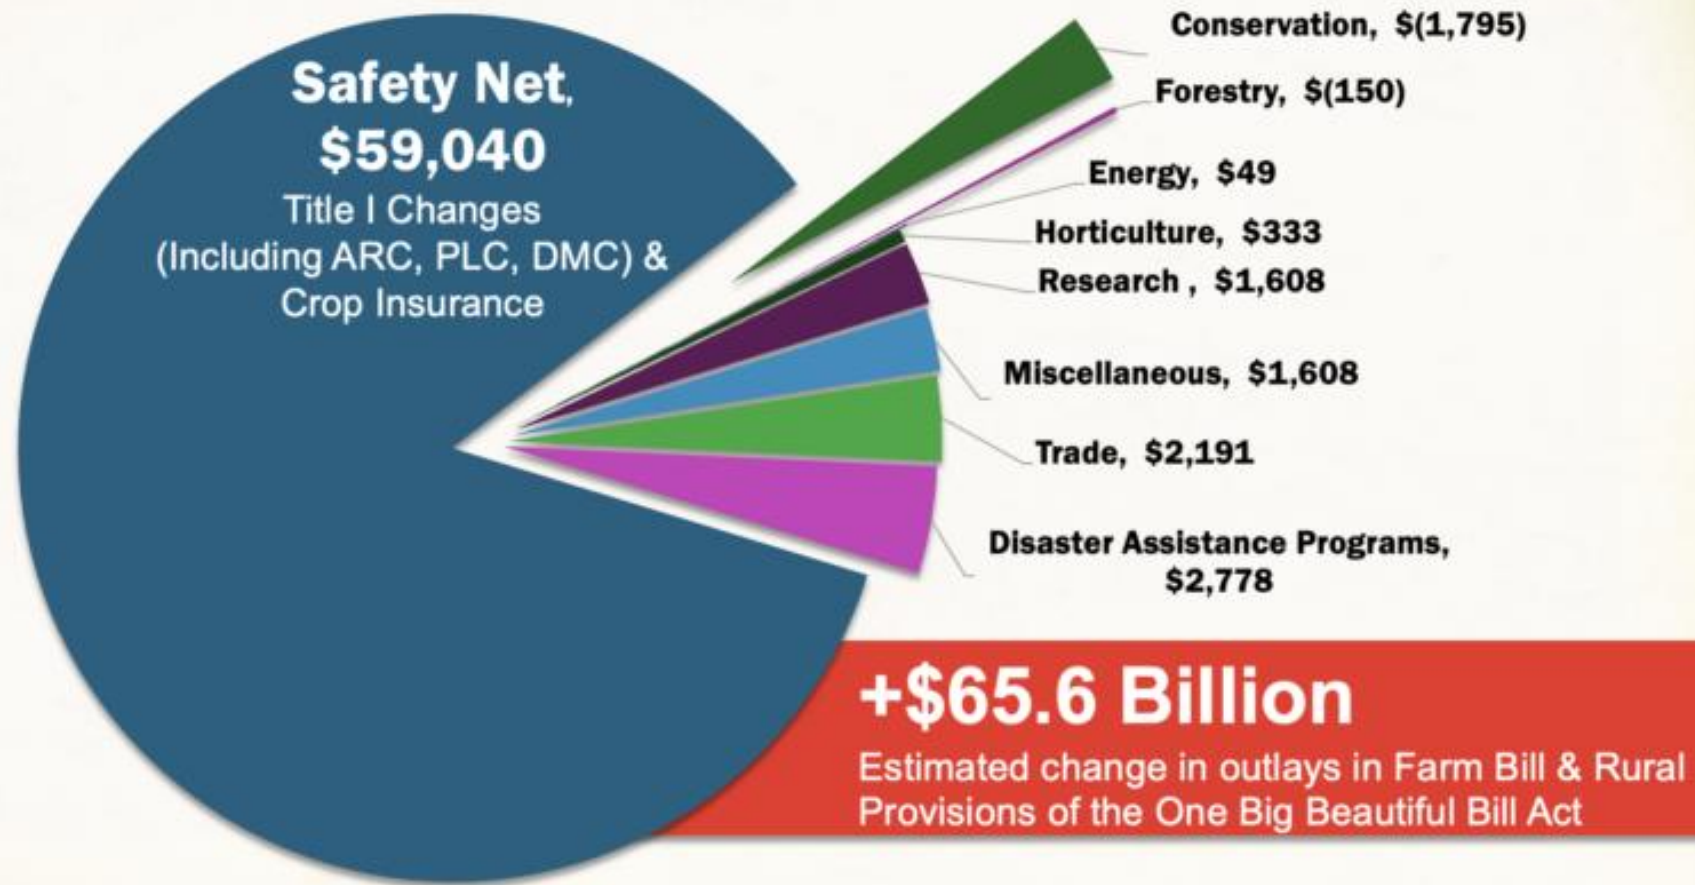 Safety Net,
$59,040
Title I Changes
(Including ARC, PLC, DMC) &
Crop Insurance
Conservation, $(1,795)
Forestry, $(150)
Energy, $49
Horticulture, $333
Research , $1,608
Miscellaneous, $1,608
Trade, $2,191
Disaster Assistance Programs,
$2,778
+$65.6 Billion
Estimated change in outlays in Farm Bill & Rural
Provisions of the One Big Beautiful Bill Act